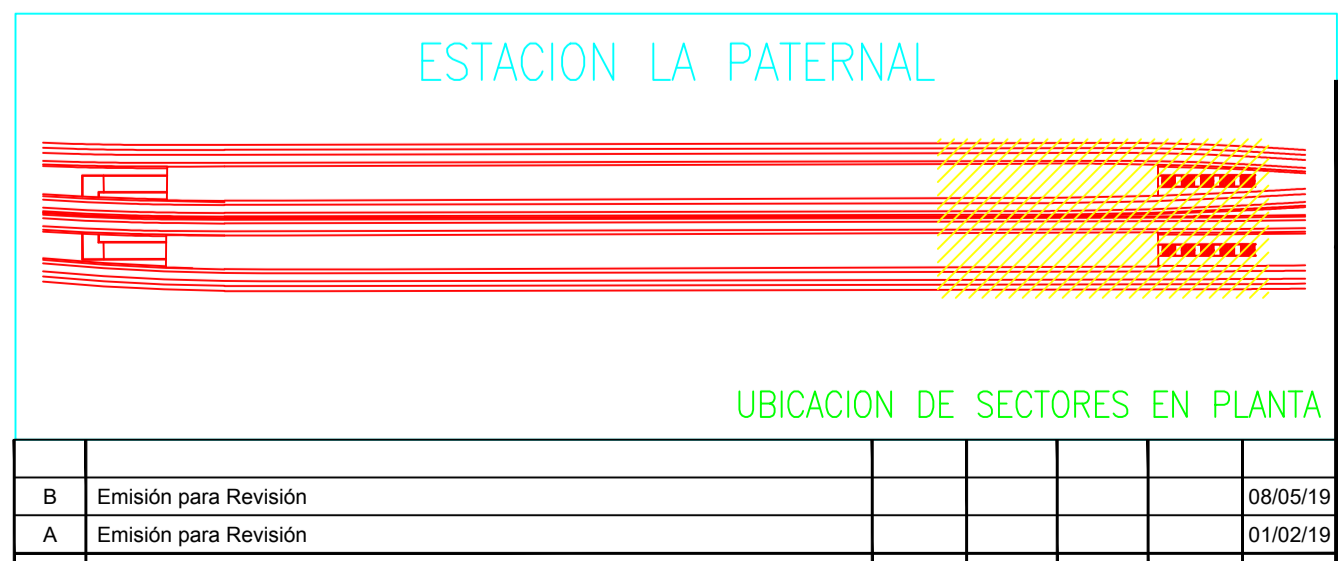 ESTACION LA PATERNAL
UBICACION DE SECTORES EN PLANTA
B Emisión para Revisión 08/05/19
A Emisión para Revisión 01/02/19